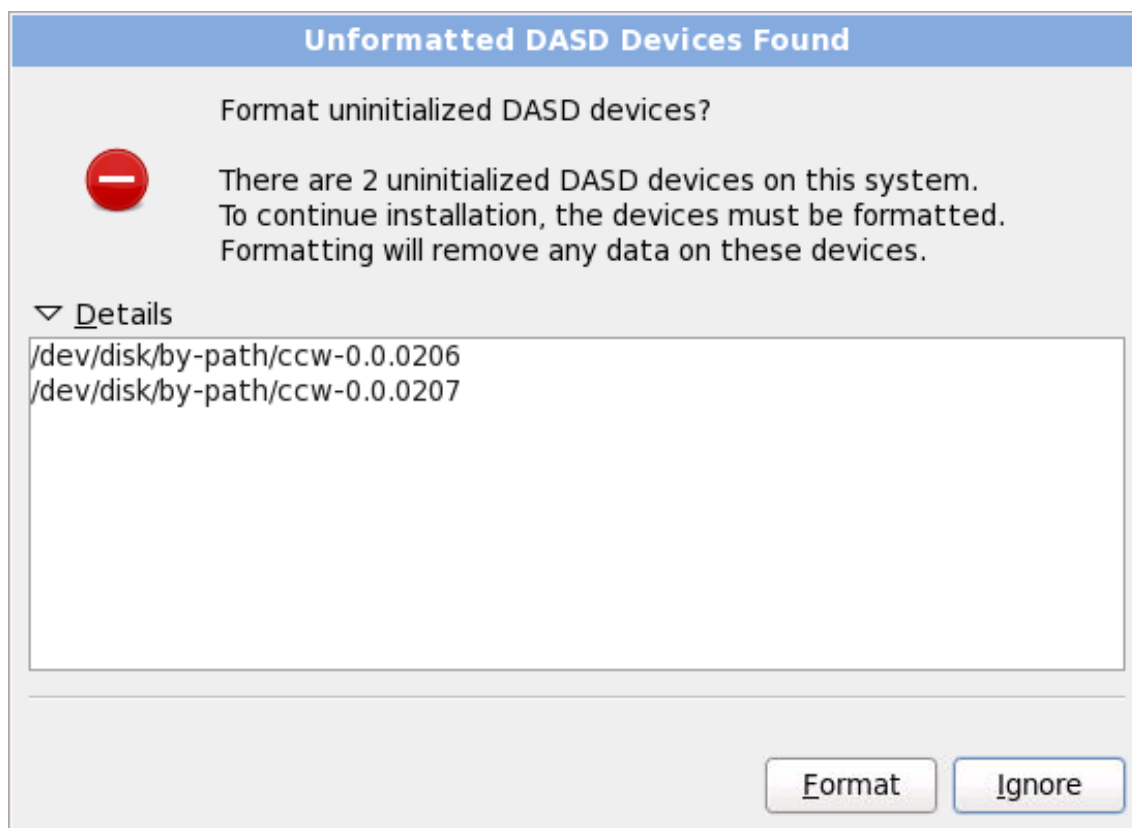 Unformatted DASD Devices Found
Format uninitialized DASD devices?
There are 2 uninitialized DASD devices on this system.
To continue installation, the devices must be formatted.
Formatting will remove any data on these devices.
Details
/dev/disk/by-path/ccw-0.0.0206
/dev/disk/by-path/ccw-0.0.0207
Format Ignore